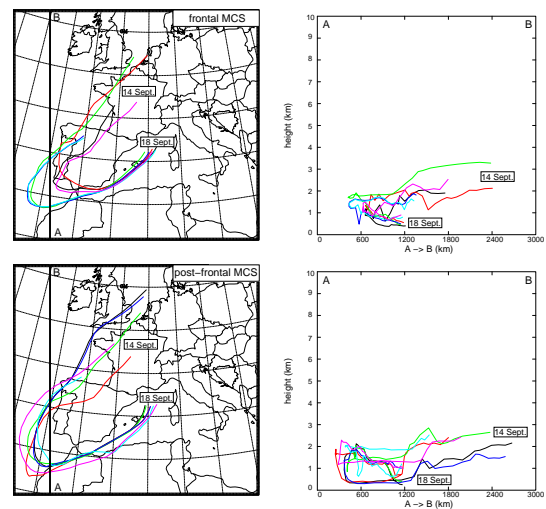 B
frontal MCS
14 Sept.
18 Sept.
A
A
B
10
9
8
7
6
5
4
3
2
1
0
height (km)
14 Sept.
18 Sept.
0
600
1200
1800
2400
3000
A -> B (km)
B
post-frontal MCS
14 Sept.
18 Sept.
A
A
B
10
9
8
7
6
5
4
3
2
1
0
height (km)
14 Sept.
18 Sept.
0
600
1200
1800
2400
3000
A -> B (km)